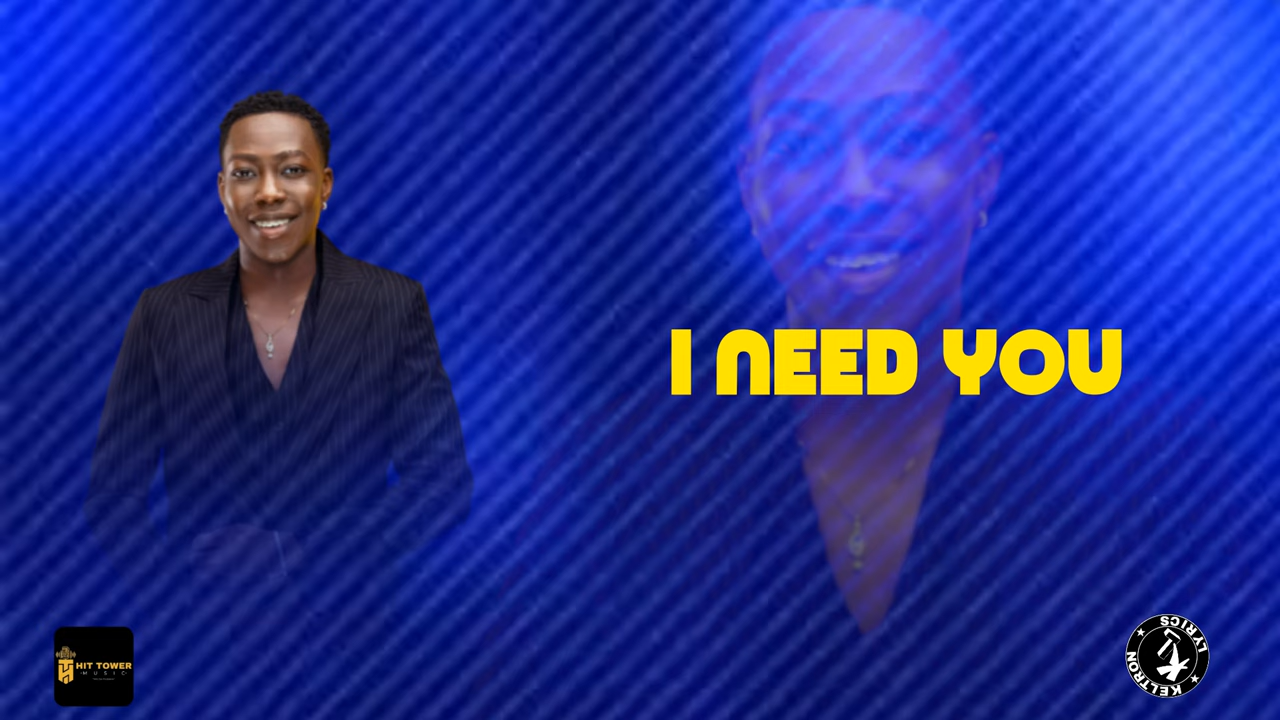 I NEED YOU
HIT TOWER
MUSIC
KELTRON
LYRICS